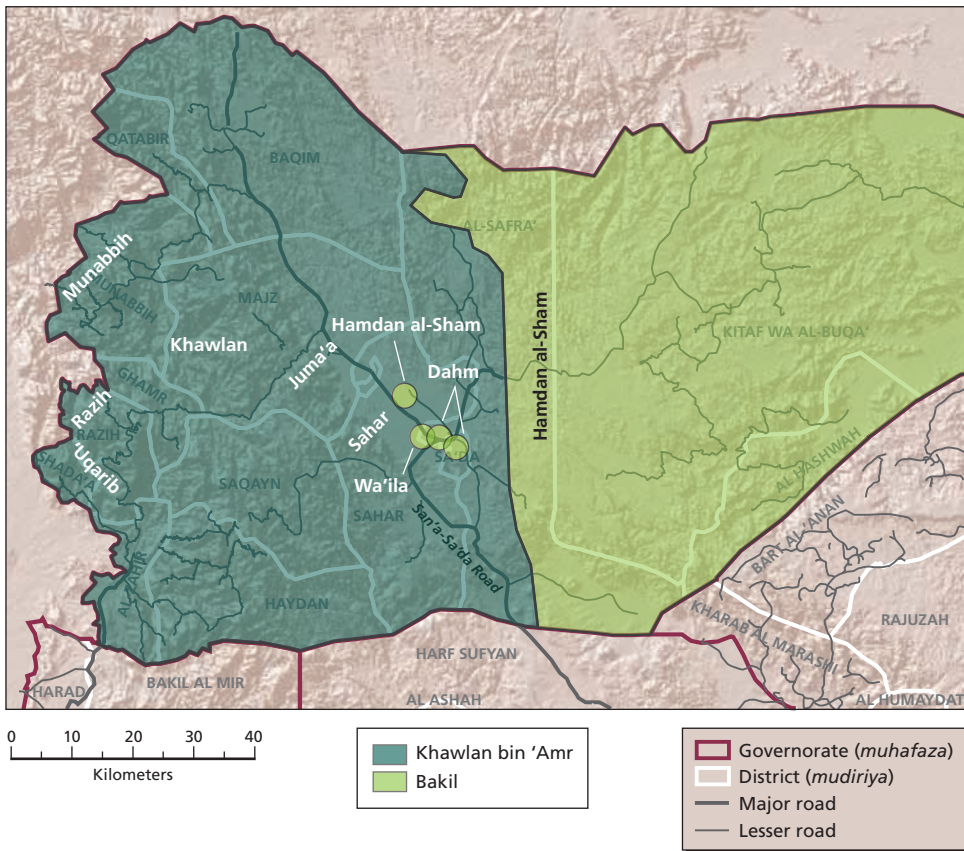 QATABIR
BAQIM
AL-SAFRA'
Munabbih
MUNABBIH
MAJZ
Hamdan al-Sham
KITAF WA AL-BUQA'
Khawlan
Juma'a
Hamdan al-Sham
GHAMR
Dahm
Razih
RAZIH
Sahar
'Uqarib
SHADA'A
SA'DA
Wa'ila
SAQAYN
SAHAR
AL HASHWAH
San'a-Sa'da Road
BART AL 'ANAN
AL DAHIR
HAYDAN
KHARAB AL MARASHI
RAJUZAH
HARF SUFYAN
HARAD
BAKIL AL MIR
AL ASHAH
AL HUMAYDAT
0 10 20 30 40
Kilometers
Khawlan bin 'Amr
Bakil
Governorate (muhafaza)
District (mudiriya)
Major road
Lesser road